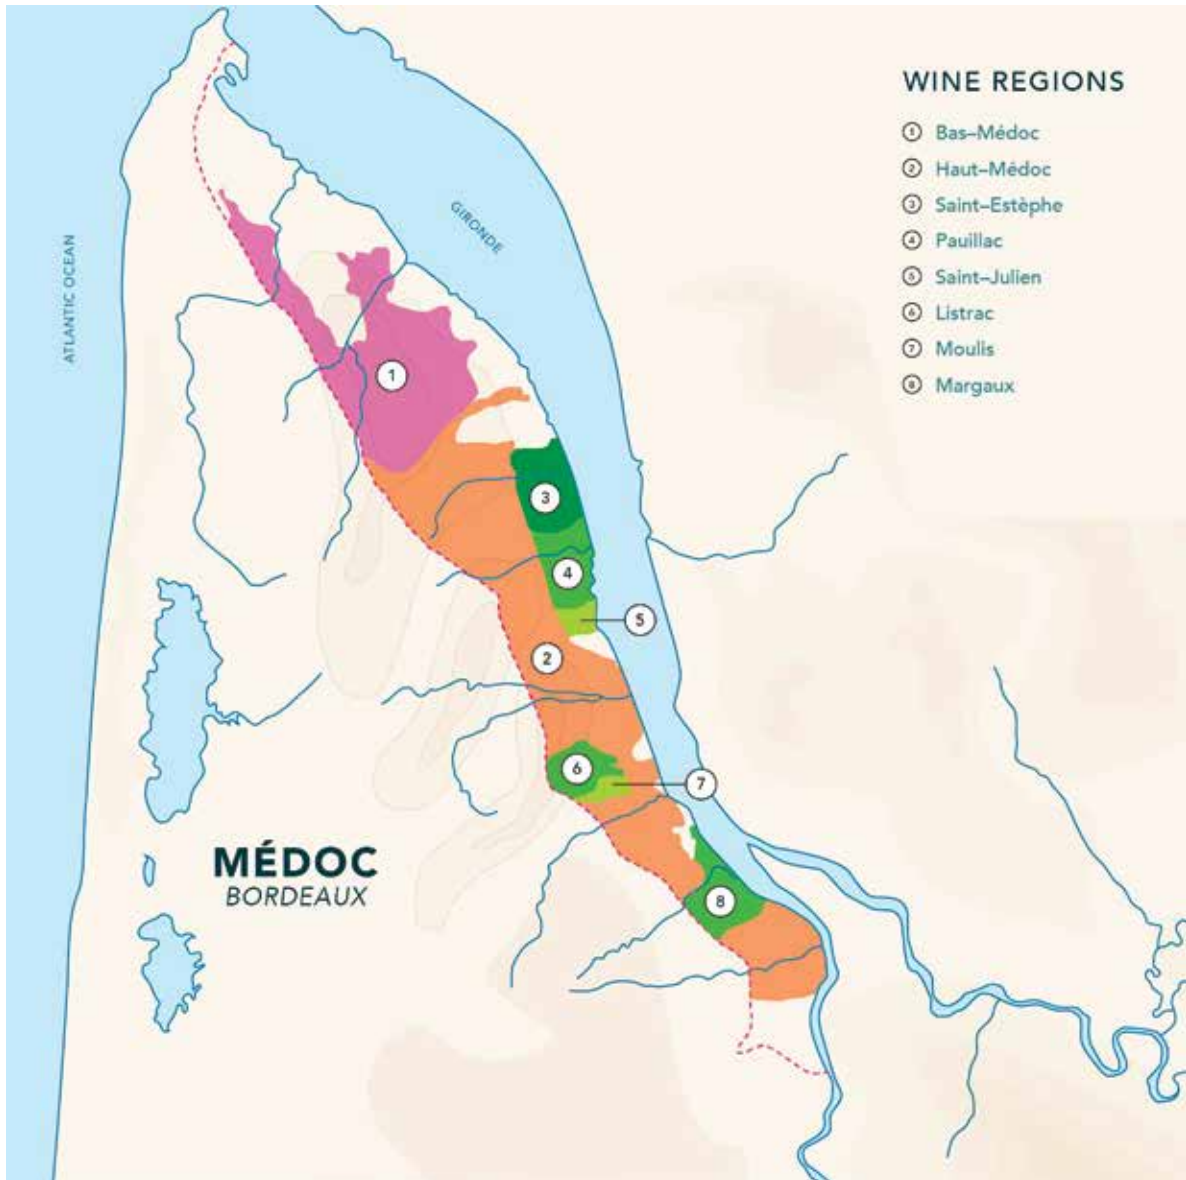 WINE REGIONS
1 Bas–Médoc
2 Haut–Médoc
3 Saint–Estèphe
4 Pauillac
5 Saint–Julien
6 Listrac
7 Moulis
8 Margaux
ATLANTIC OCEAN
GIRONDE
1
3
4
5
2
6
7
8
MÉDOC
BORDEAUX